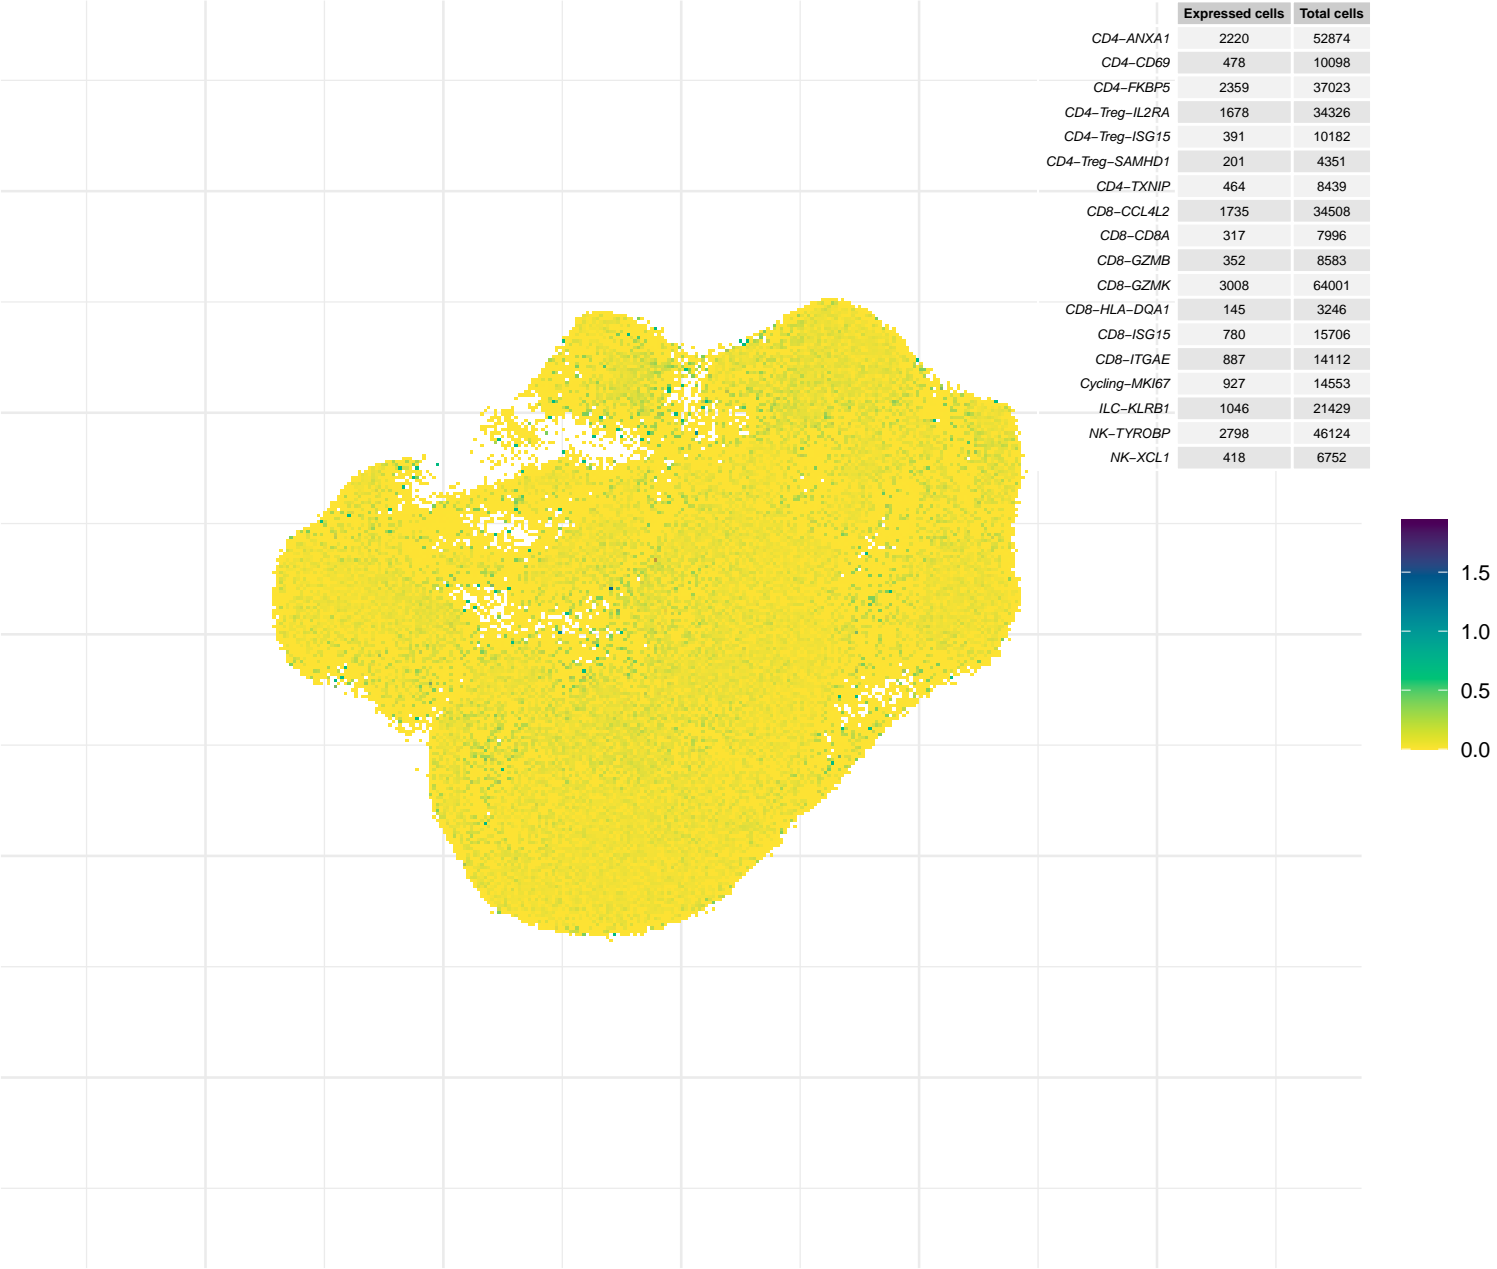 Expressed cells Total cells
CD4−ANXA1 2220 52874
CD4−CD69 478 10098
CD4−FKBP5 2359 37023
CD4−Treg−IL2RA 1678 34326
CD4−Treg−ISG15 391 10182
CD4−Treg−SAMHD1 201 4351
CD4−TXNIP 464 8439
CD8−CCL4L2 1735 34508
CD8−CD8A 317 7996
CD8−GZMB 352 8583
CD8−GZMK 3008 64001
CD8−HLA−DQA1 145 3246
CD8−ISG15 780 15706
CD8−ITGAE 887 14112
Cycling−MKI67 927 14553
ILC−KLRB1 1046 21429
NK−TYROBP 2798 46124
NK−XCL1 418 6752
1.5
1.0
0.5
0.0